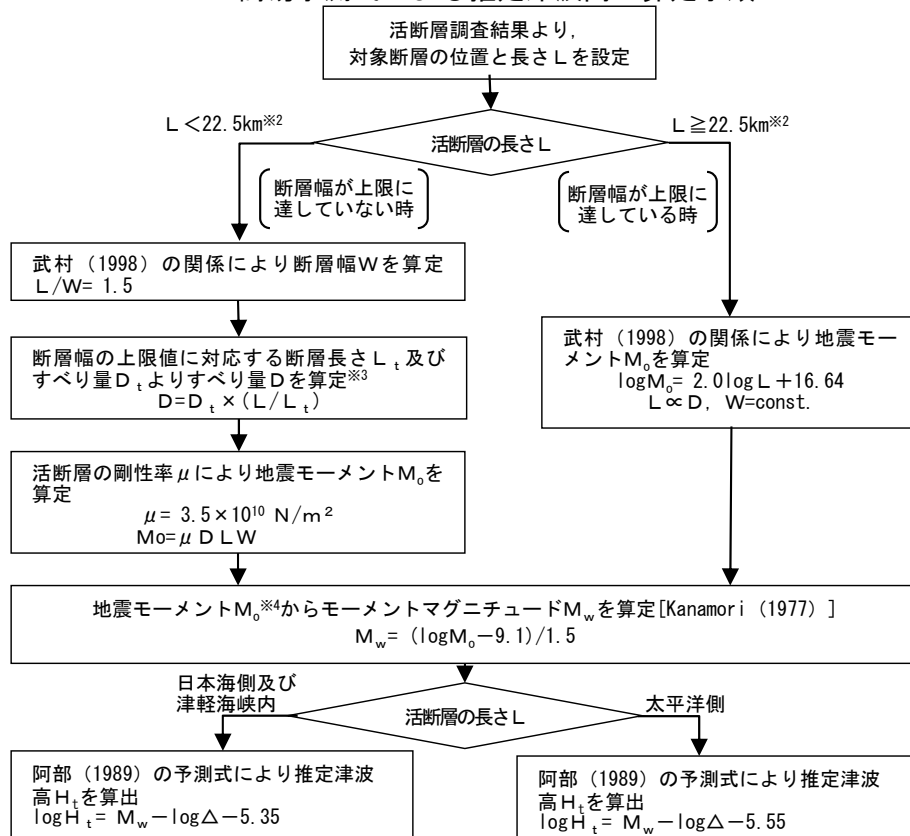 活断層調査結果より，
対象断層の位置と長さＬを設定
Ｌ＜22.5km※2
活断層の長さＬ
Ｌ≧22.5km※2
断層幅が上限に
達していない時
断層幅が上限に
達している時
武村（1998）の関係により断層幅Ｗを算定
Ｌ/Ｗ= 1.5
断層幅の上限値に対応する断層長さＬt及び
すべり量ＤtよりすべりD量Ｄを算定※3
Ｄ=Ｄt×(Ｌ/Ｌt)
武村（1998）の関係により地震モー
メントＭoを算定
logＭo= 2.0logＬ＋16.64
Ｌ∝Ｄ，Ｗ=const.
活断層の剛性率μにより地震モーメントＭoを
算定
μ= 3.5×10¹⁰ Ｎ/ｍ²
Ｍo=μＤＬＷ
地震モーメントＭo※4からモーメントマグニチュードＭwを算定[Kanamori（1977）]
Ｍw= (logＭo－9.1)/1.5
日本海側及び
津軽海峡内
活断層の長さＬ
太平洋側
阿部（1989）の予測式により推定津波
高Ｈtを算出
logＨt= Ｍw－logΔ－5.35
阿部（1989）の予測式により推定津波
高Ｈtを算出
logＨt= Ｍw－logΔ－5.55